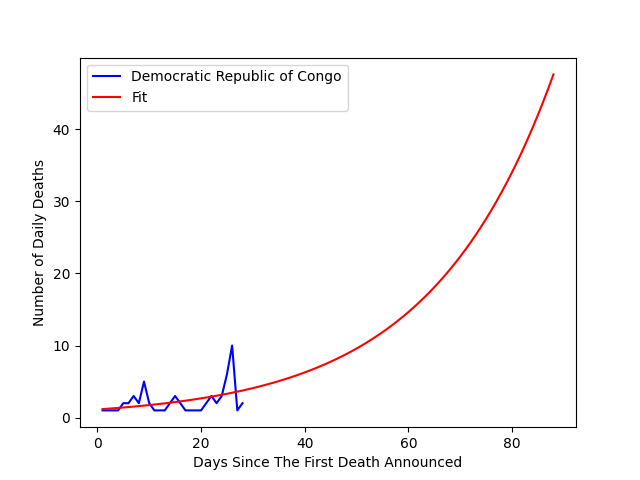 Democratic Republic of Congo
Fit
Number of Daily Deaths
40
30
20
10
0
0 20 40 60 80
Days Since The First Death Announced